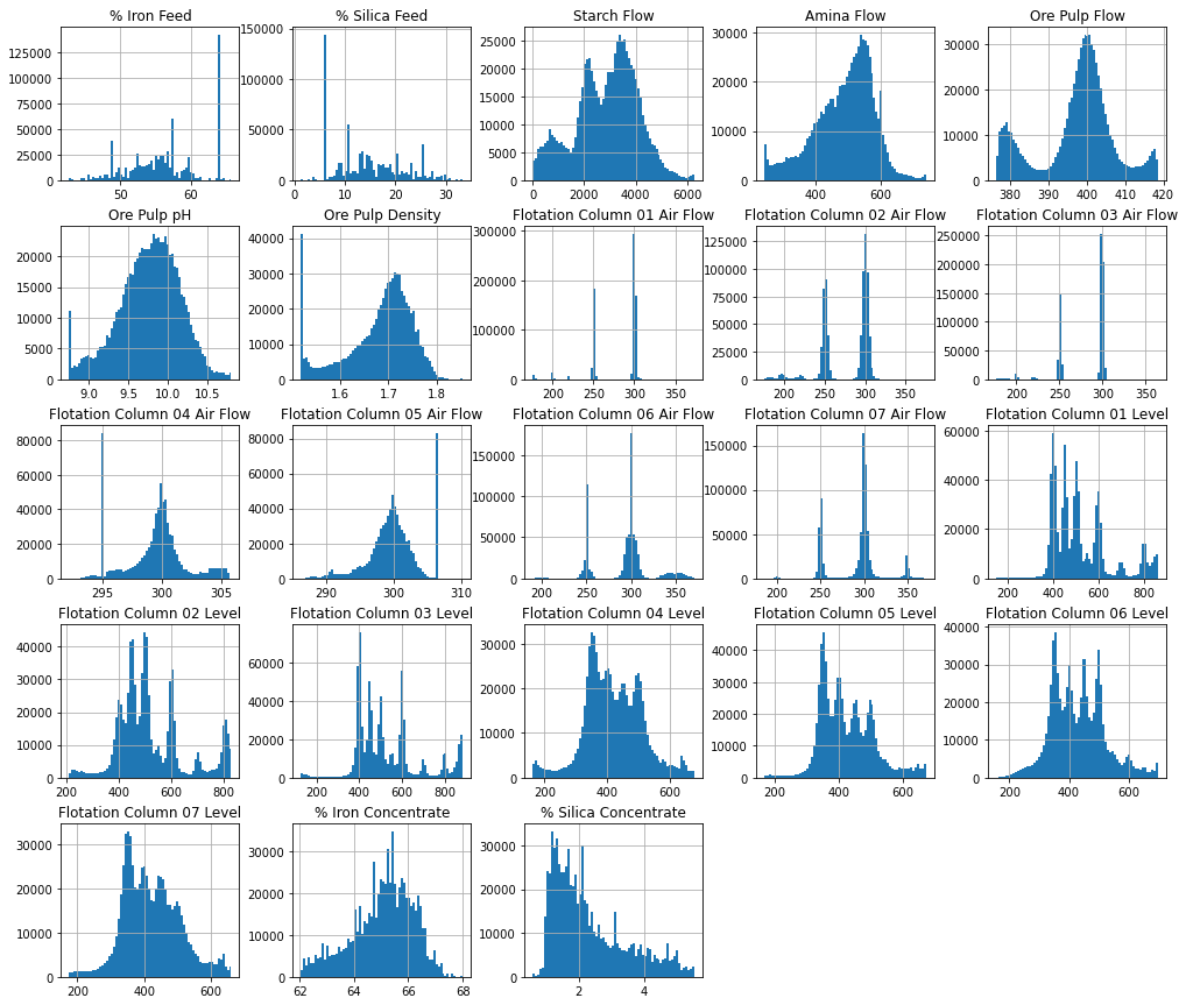 % Iron Feed
125000
100000
75000
50000
25000
0
50 60
% Silica Feed
150000
125000
100000
75000
50000
25000
0
0 10 20 30
Starch Flow
25000
20000
15000
10000
5000
0
0 2000 4000 6000
Amina Flow
30000
20000
10000
0
400 600
Ore Pulp Flow
30000
20000
10000
0
380 390 400 410 420
Ore Pulp pH
20000
15000
10000
5000
0
9.0 9.5 10.0 10.5
Ore Pulp Density
40000
30000
20000
10000
0
1.6 1.7 1.8
Flotation Column 01 Air Flow
300000
200000
100000
0
200 250 300 350
Flotation Column 02 Air Flow
125000
100000
75000
50000
25000
0
200 250 300 350
Flotation Column 03 Air Flow
250000
200000
150000
100000
50000
0
200 250 300 350
Flotation Column 04 Air Flow
80000
60000
40000
20000
0
295 300 305
Flotation Column 05 Air Flow
80000
60000
40000
20000
0
290 300 310
Flotation Column 06 Air Flow
150000
100000
50000
0
200 250 300 350
Flotation Column 07 Air Flow
150000
100000
50000
0
200 250 300 350
Flotation Column 01 Level
60000
40000
20000
0
200 400 600 800
Flotation Column 02 Level
40000
30000
20000
10000
0
200 400 600 800
Flotation Column 03 Level
60000
40000
20000
0
200 400 600 800
Flotation Column 04 Level
30000
20000
10000
0
200 400 600
Flotation Column 05 Level
40000
30000
20000
10000
0
200 400 600
Flotation Column 06 Level
40000
30000
20000
10000
0
200 400 600
Flotation Column 07 Level
30000
20000
10000
0
200 400 600
% Iron Concentrate
30000
20000
10000
0
62 64 66 68
% Silica Concentrate
30000
20000
10000
0
2 4